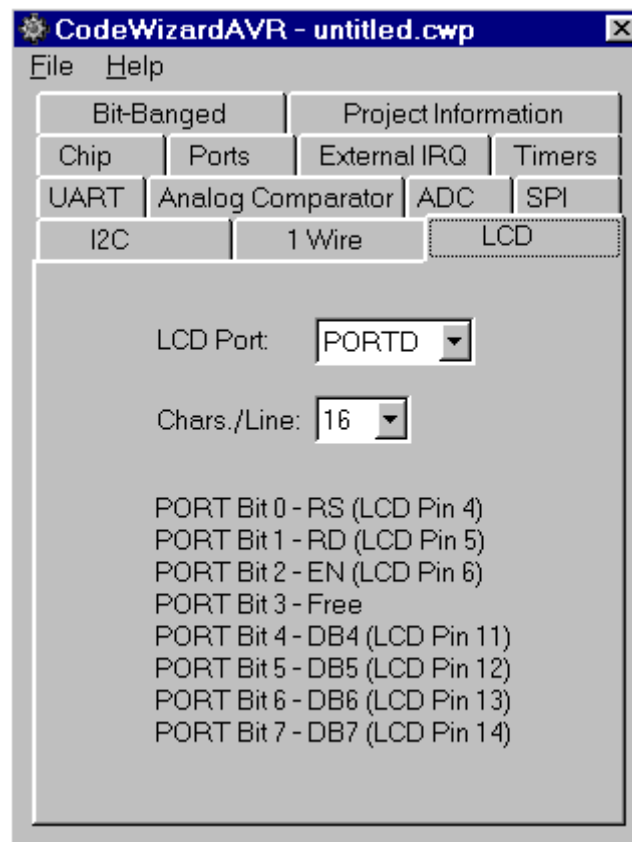 CodeWizardAVR - untitled.cwp
File Help
Bit-Banged Project Information
Chip Ports External IRQ Timers
UART Analog Comparator ADC SPI
I2C 1 Wire LCD
LCD Port: PORTD
Chars./Line: 16
PORT Bit 0 - RS (LCD Pin 4)
PORT Bit 1 - RD (LCD Pin 5)
PORT Bit 2 - EN (LCD Pin 6)
PORT Bit 3 - Free
PORT Bit 4 - DB4 (LCD Pin 11)
PORT Bit 5 - DB5 (LCD Pin 12)
PORT Bit 6 - DB6 (LCD Pin 13)
PORT Bit 7 - DB7 (LCD Pin 14)